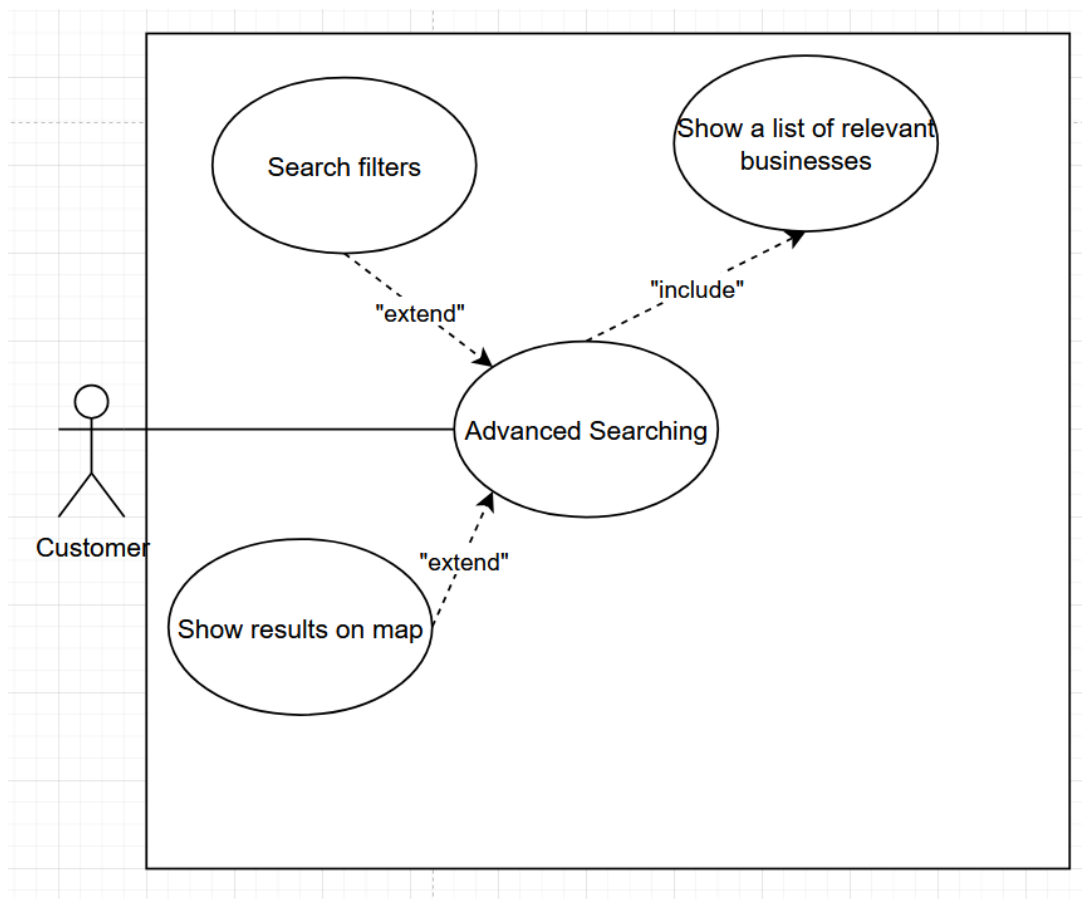 Search filters
Show a list of relevant
businesses
"extend"
"include"
Advanced Searching
Customer
"extend"
Show results on map